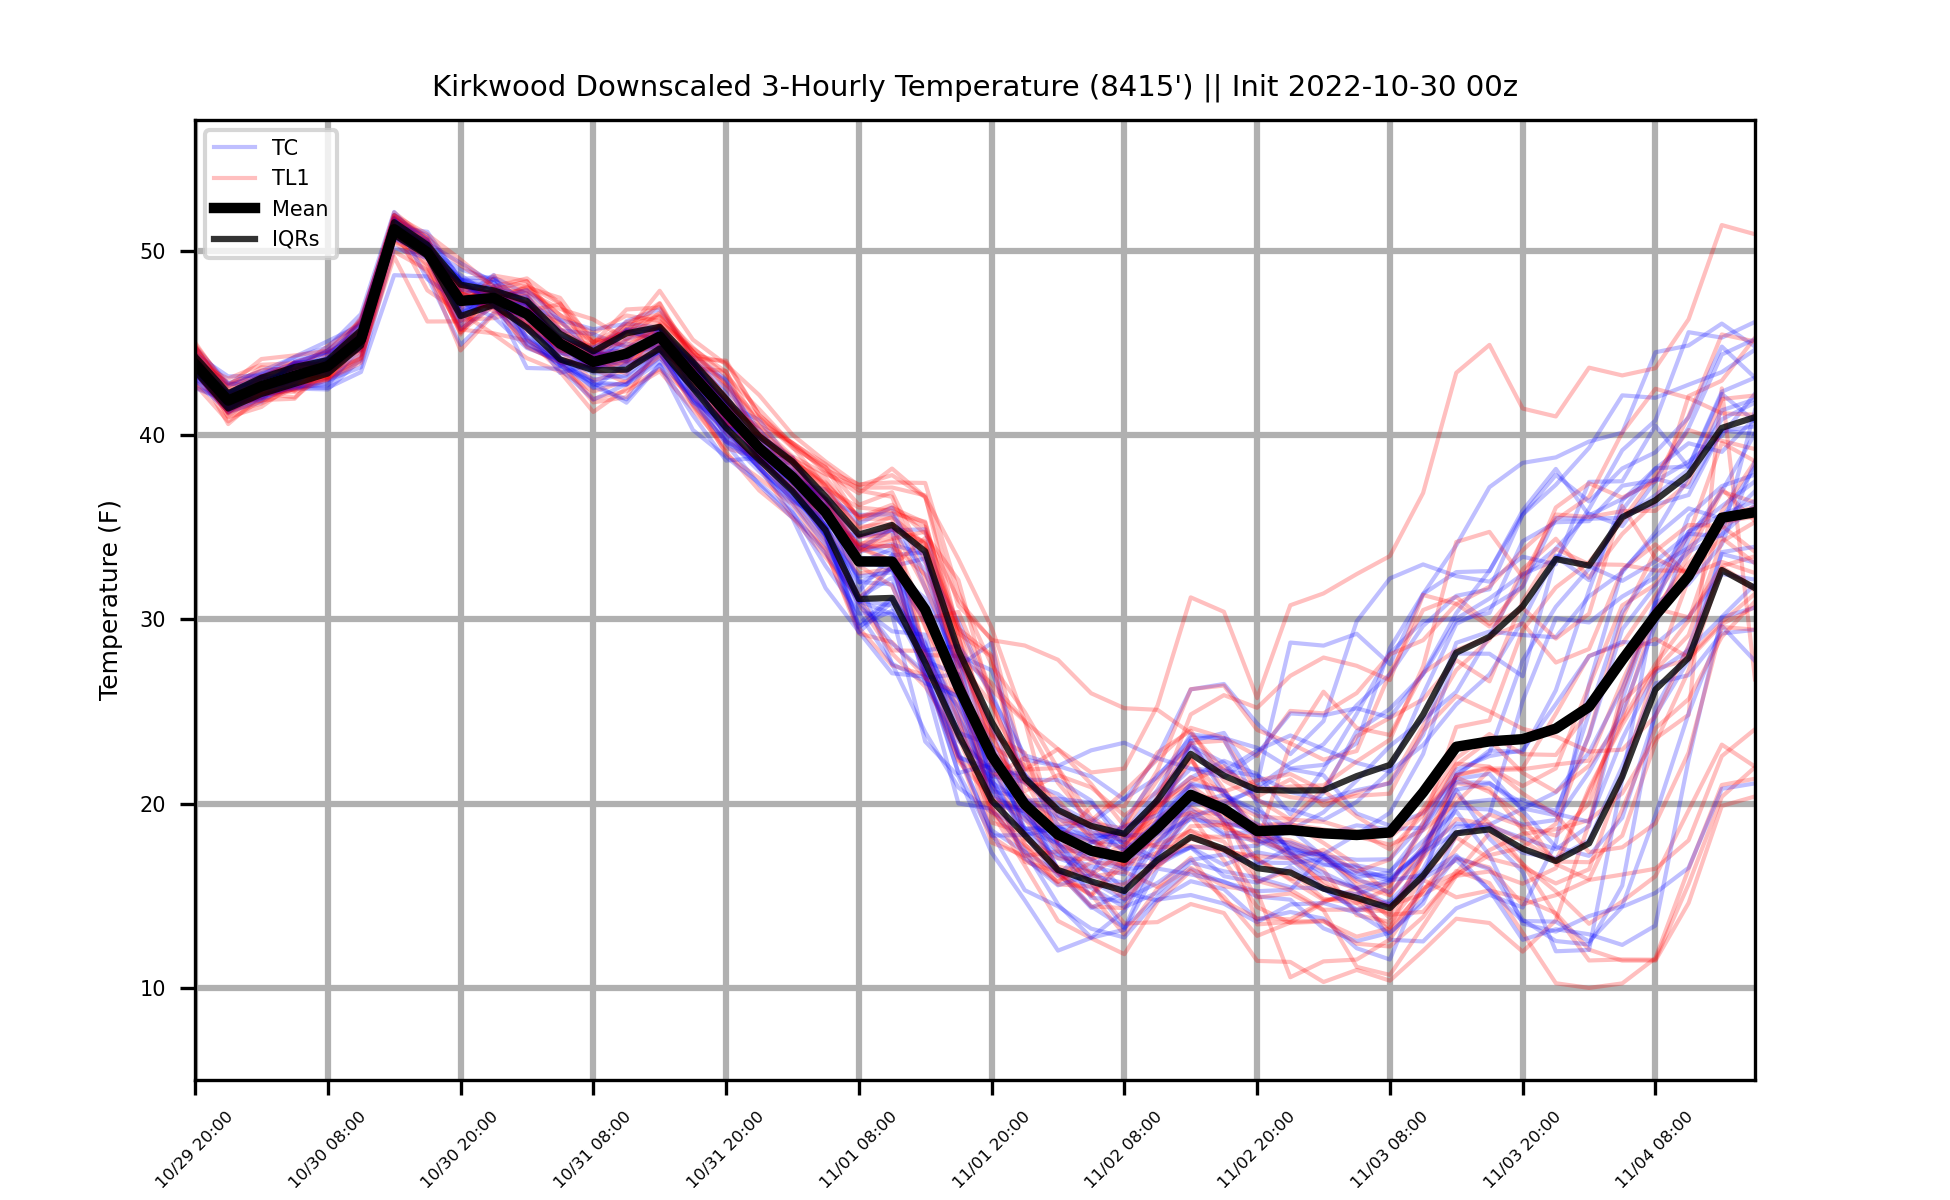 Kirkwood Downscaled 3-Hourly Temperature (8415') || Init 2022-10-30 00z
TC
TL1
Mean
IQRs
Temperature (F)
50
40
30
20
10
10/29 20:00
10/30 08:00
10/30 20:00
10/31 08:00
10/31 20:00
11/01 08:00
11/01 20:00
11/02 08:00
11/02 20:00
11/03 08:00
11/03 20:00
11/04 08:00